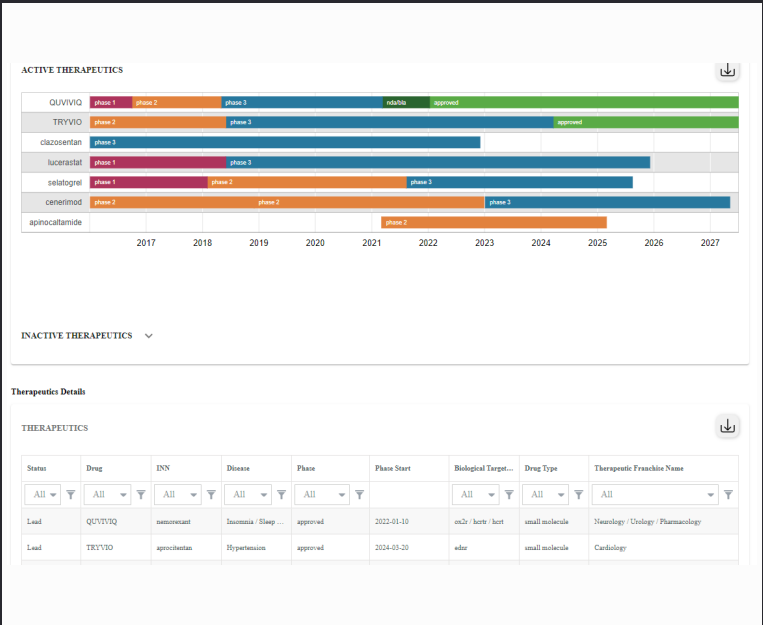 ACTIVE THERAPEUTICS
QUVIVIQ phase 1 phase 2 phase 3 nda/bla approved
TRYVIO phase 2 phase 3 approved
clazosentan phase 3
lucerastat phase 1 phase 3
selatogrel phase 1 phase 2 phase 3
cenerimod phase 2 phase 2 phase 3
apinocaltamide phase 2
2017 2018 2019 2020 2021 2022 2023 2024 2025 2026 2027
INACTIVE THERAPEUTICS
Therapeutics Details
THERAPEUTICS
Status Drug INN Disease Phase Phase Start Biological Target... Drug Type Therapeutic Franchise Name
All All All All All All All All
Lead QUVIVIQ nemorexant Insomnia / Sleep ... approved 2022-01-10 ox2r / hcrtr / hcrt small molecule Neurology / Urology / Pharmacology
Lead TRYVIO aprocitentan Hypertension approved 2024-03-20 ednr small molecule Cardiology